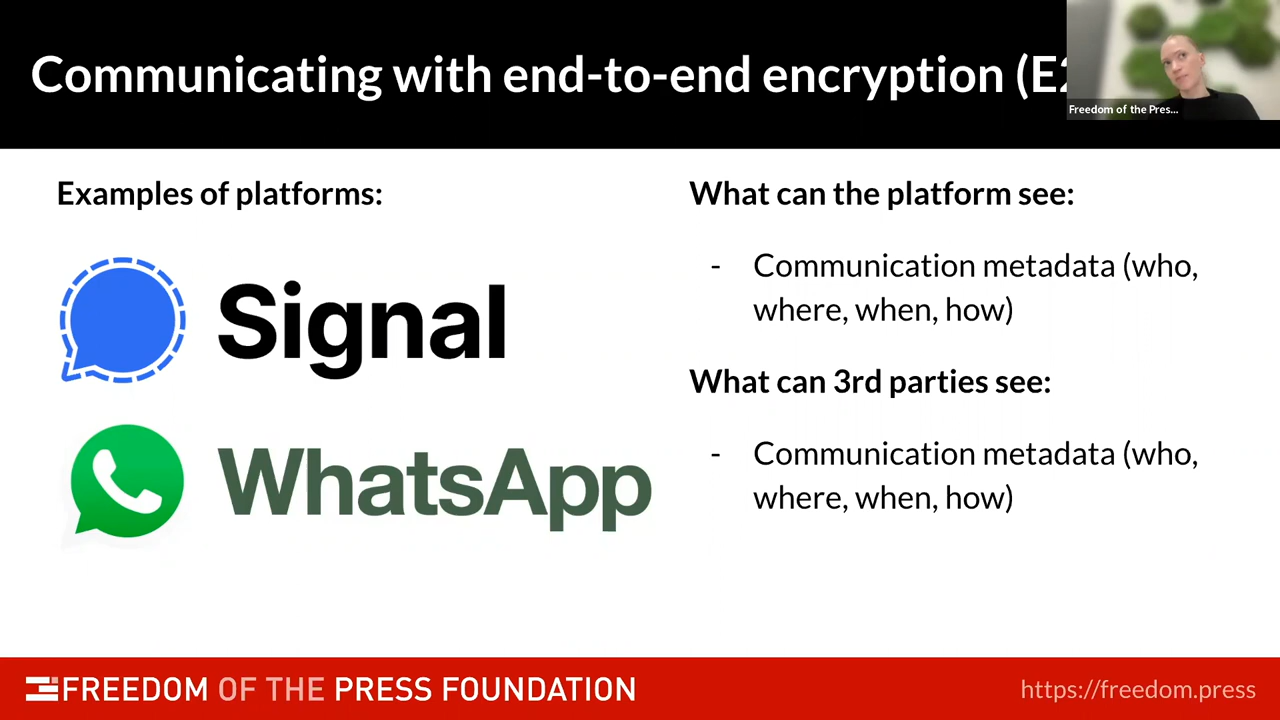 Communicating with end-to-end encryption (E2
Freedom of the Pres...
Examples of platforms:
Signal
WhatsApp
What can the platform see:
- Communication metadata (who,
where, when, how)
What can 3rd parties see:
- Communication metadata (who,
where, when, how)
FREEDOM OF THE PRESS FOUNDATION
https://freedom.press